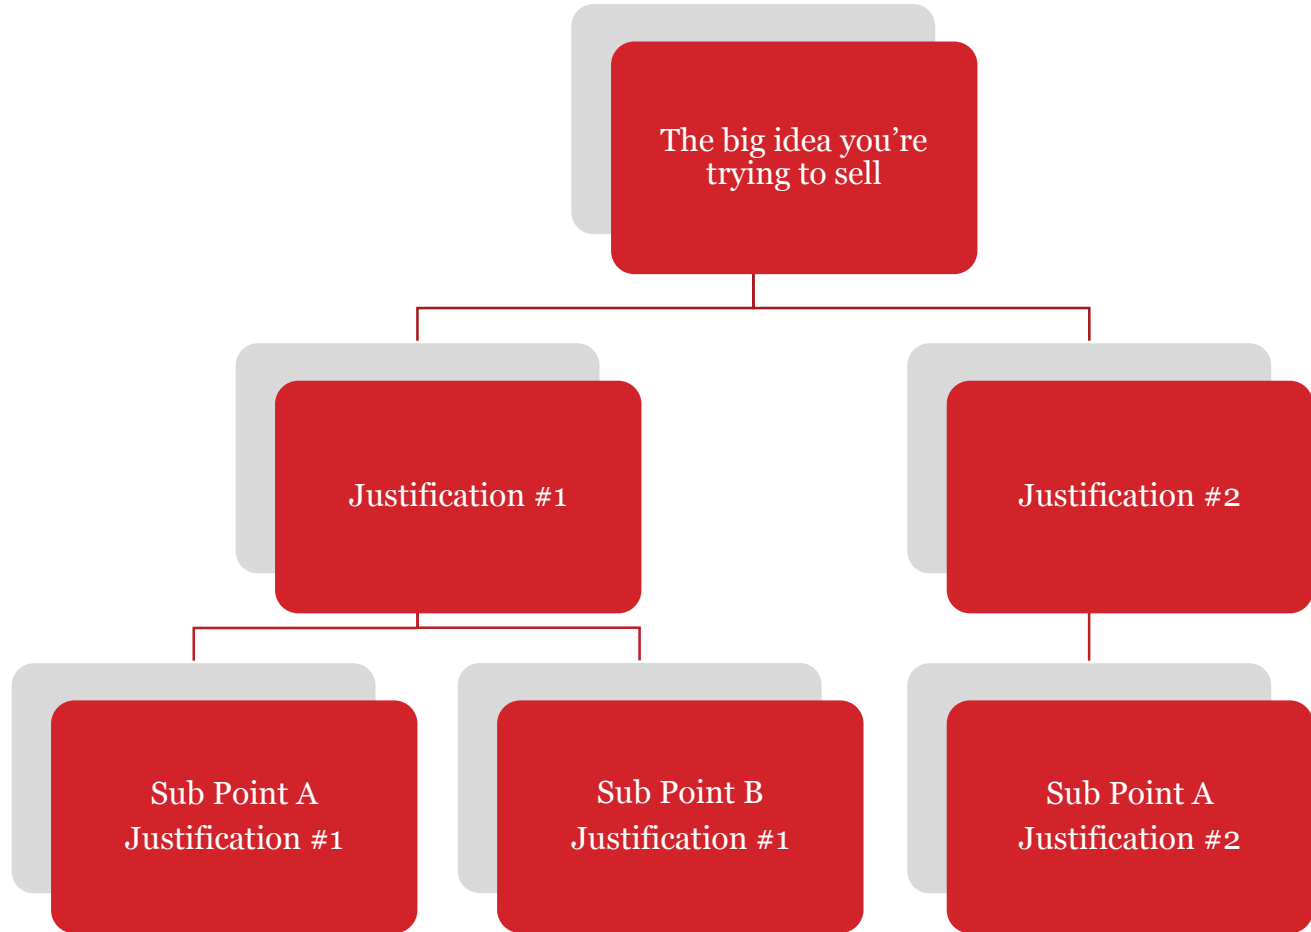 The big idea you’re
trying to sell
Justification #1
Justification #2
Sub Point A
Justification #1
Sub Point B
Justification #1
Sub Point A
Justification #2